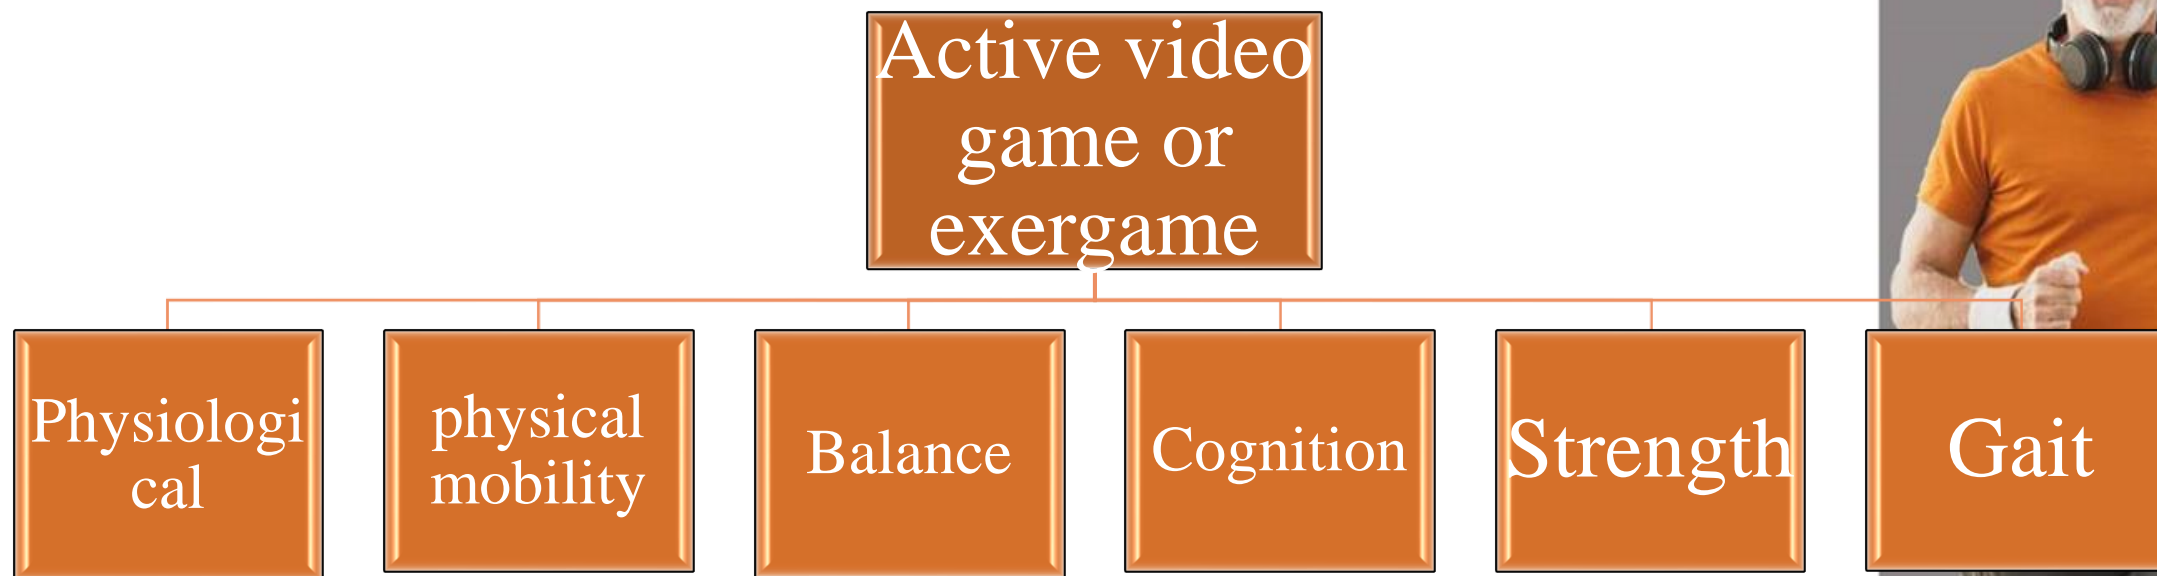 Active video
game or
exergame
Physiologi
cal
physical
mobility
Balance
Cognition
Strength
Gait